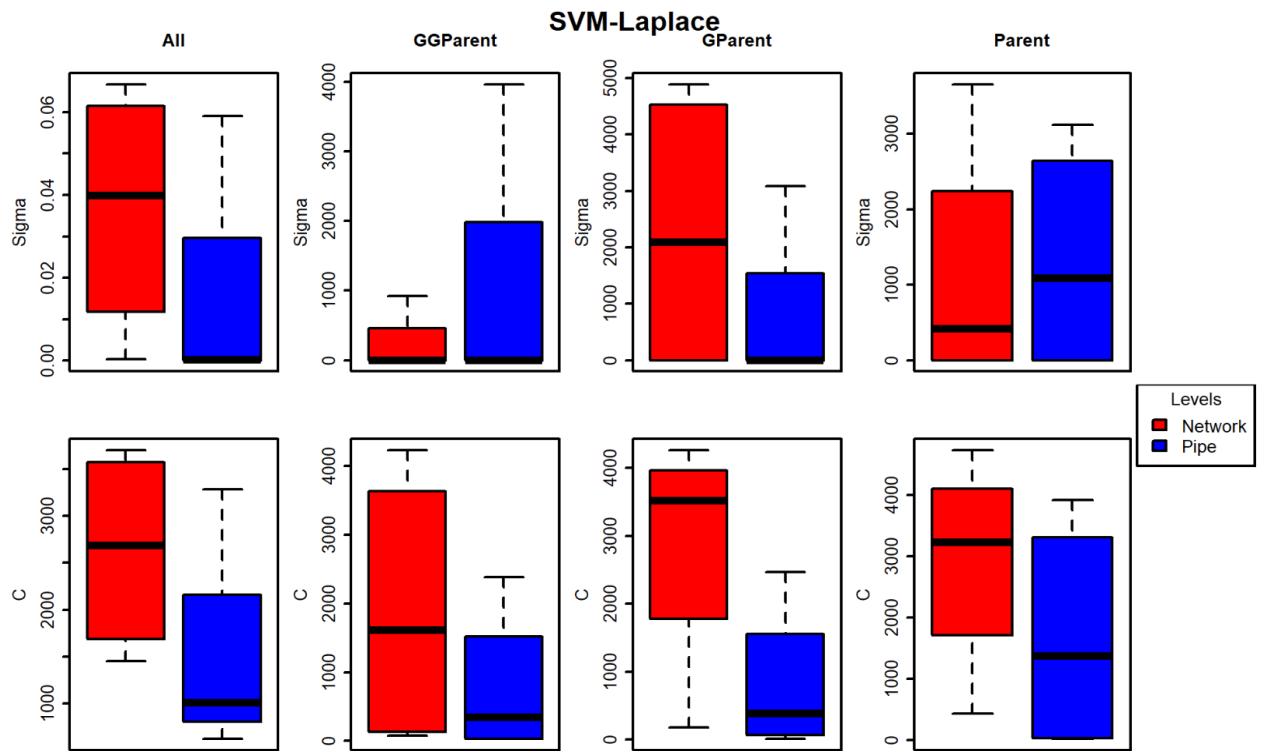 SVM-Laplace
All
GGParent
GParent
Parent
Sigma
0.00
0.02
0.04
0.06
Sigma
0
1000
2000
3000
4000
Sigma
0
1000
2000
3000
4000
5000
Sigma
0
1000
2000
3000
Levels
Network
Pipe
C
1000
2000
3000
C
0
1000
2000
3000
4000
C
0
1000
2000
3000
4000
C
0
1000
2000
3000
4000